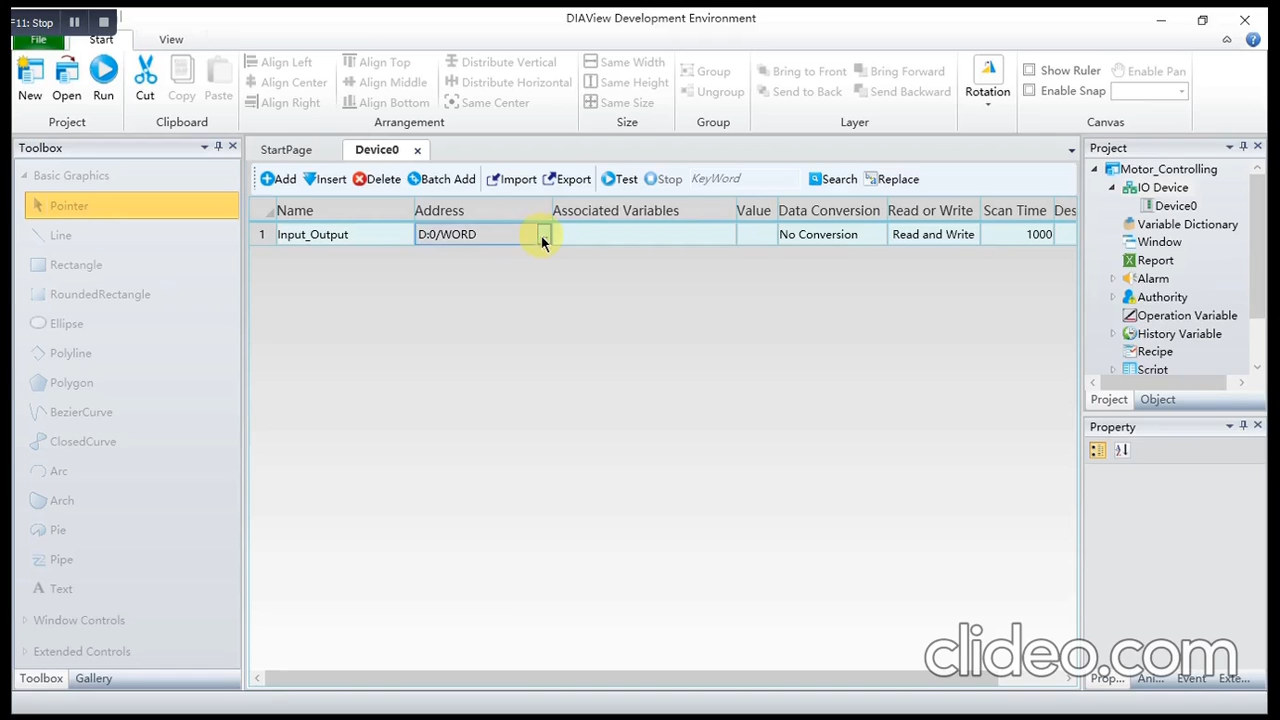 F11: Stop
DIAView Development Environment
File
Start
View
New
Open
Run
Cut
Copy
Paste
Align Left
Align Center
Align Right
Align Top
Align Middle
Align Bottom
Distribute Vertical
Distribute Horizontal
Same Center
Same Width
Same Height
Same Size
Group
Ungroup
Bring to Front
Send to Back
Bring Forward
Send Backward
Rotation
Show Ruler
Enable Snap
Enable Pan
Project
Clipboard
Arrangement
Size
Group
Layer
Canvas
Toolbox
Basic Graphics
Pointer
Line
Rectangle
RoundedRectangle
Ellipse
Polyline
Polygon
BezierCurve
ClosedCurve
Arc
Arch
Pie
Pipe
A Text
Window Controls
Extended Controls
Toolbox
Gallery
StartPage
Device0
Add
Insert
Delete
Batch Add
Import
Export
Test
Stop
KeyWord
Search
Replace
Name Address Associated Variables Value Data Conversion Read or Write Scan Time Des
1 Input_Output D:0/WORD No Conversion Read and Write 1000
Project
Motor_Controlling
IO Device
Device0
Variable Dictionary
Window
Report
Alarm
Authority
Operation Variable
History Variable
Recipe
Script
Project
Object
Property
Prop...
Ani...
Event
Exte...
clideo.com